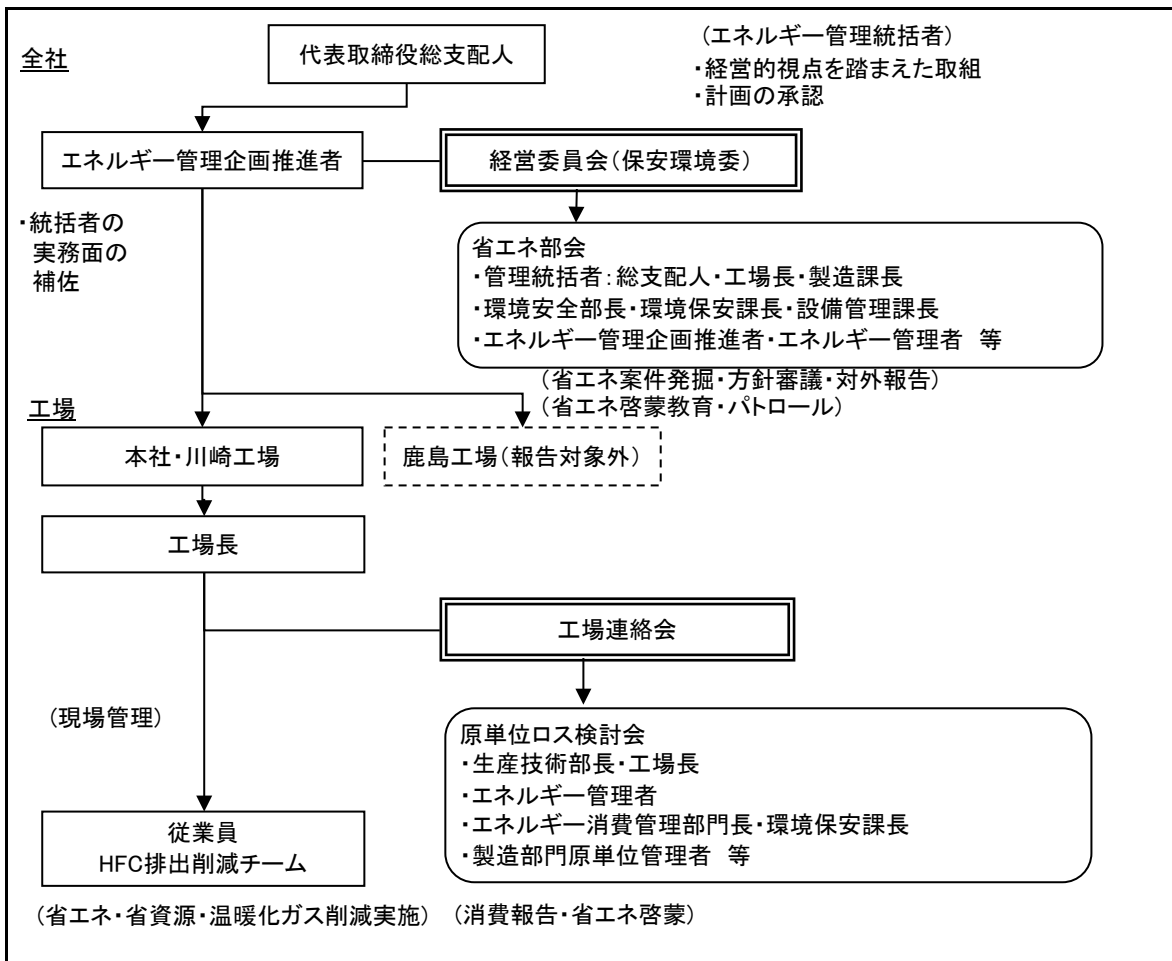 全社
代表取締役総支配人
(エネルギー管理統括者)
・経営的視点を踏まえた取組
・計画の承認
エネルギー管理企画推進者
経営委員会(保安環境委)
・統括者の
実務面の
補佐
省エネ部会
・管理統括者:総支配人・工場長・製造課長
・環境安全部長・環境保安課長・設備管理課長
・エネルギー管理企画推進者・エネルギー管理者 等
(省エネ案件発掘・方針審議・対外報告)
(省エネ啓蒙教育・パトロール)
工場
本社・川崎工場
鹿島工場(報告対象外)
工場長
工場連絡会
(現場管理)
原単位ロス検討会
・生産技術部長・工場長
・エネルギー管理者
・エネルギー消費管理部門長・環境保安課長
・製造部門原単位管理者 等
従業員
HFC排出削減チーム
(省エネ・省資源・温暖化ガス削減実施)
(消費報告・省エネ啓蒙)